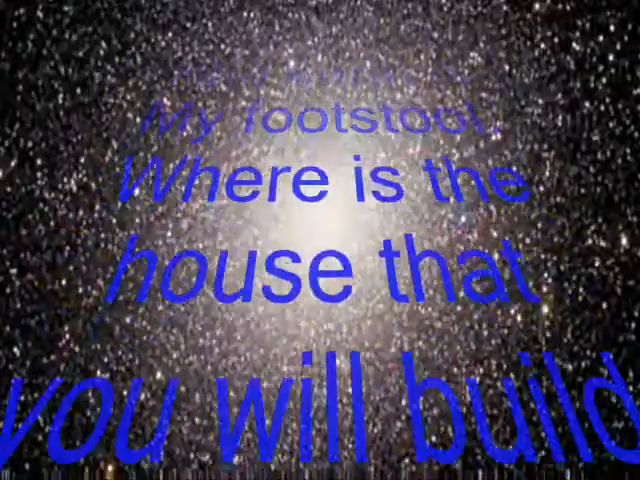 My footstool.
Where is the
house that
you will build